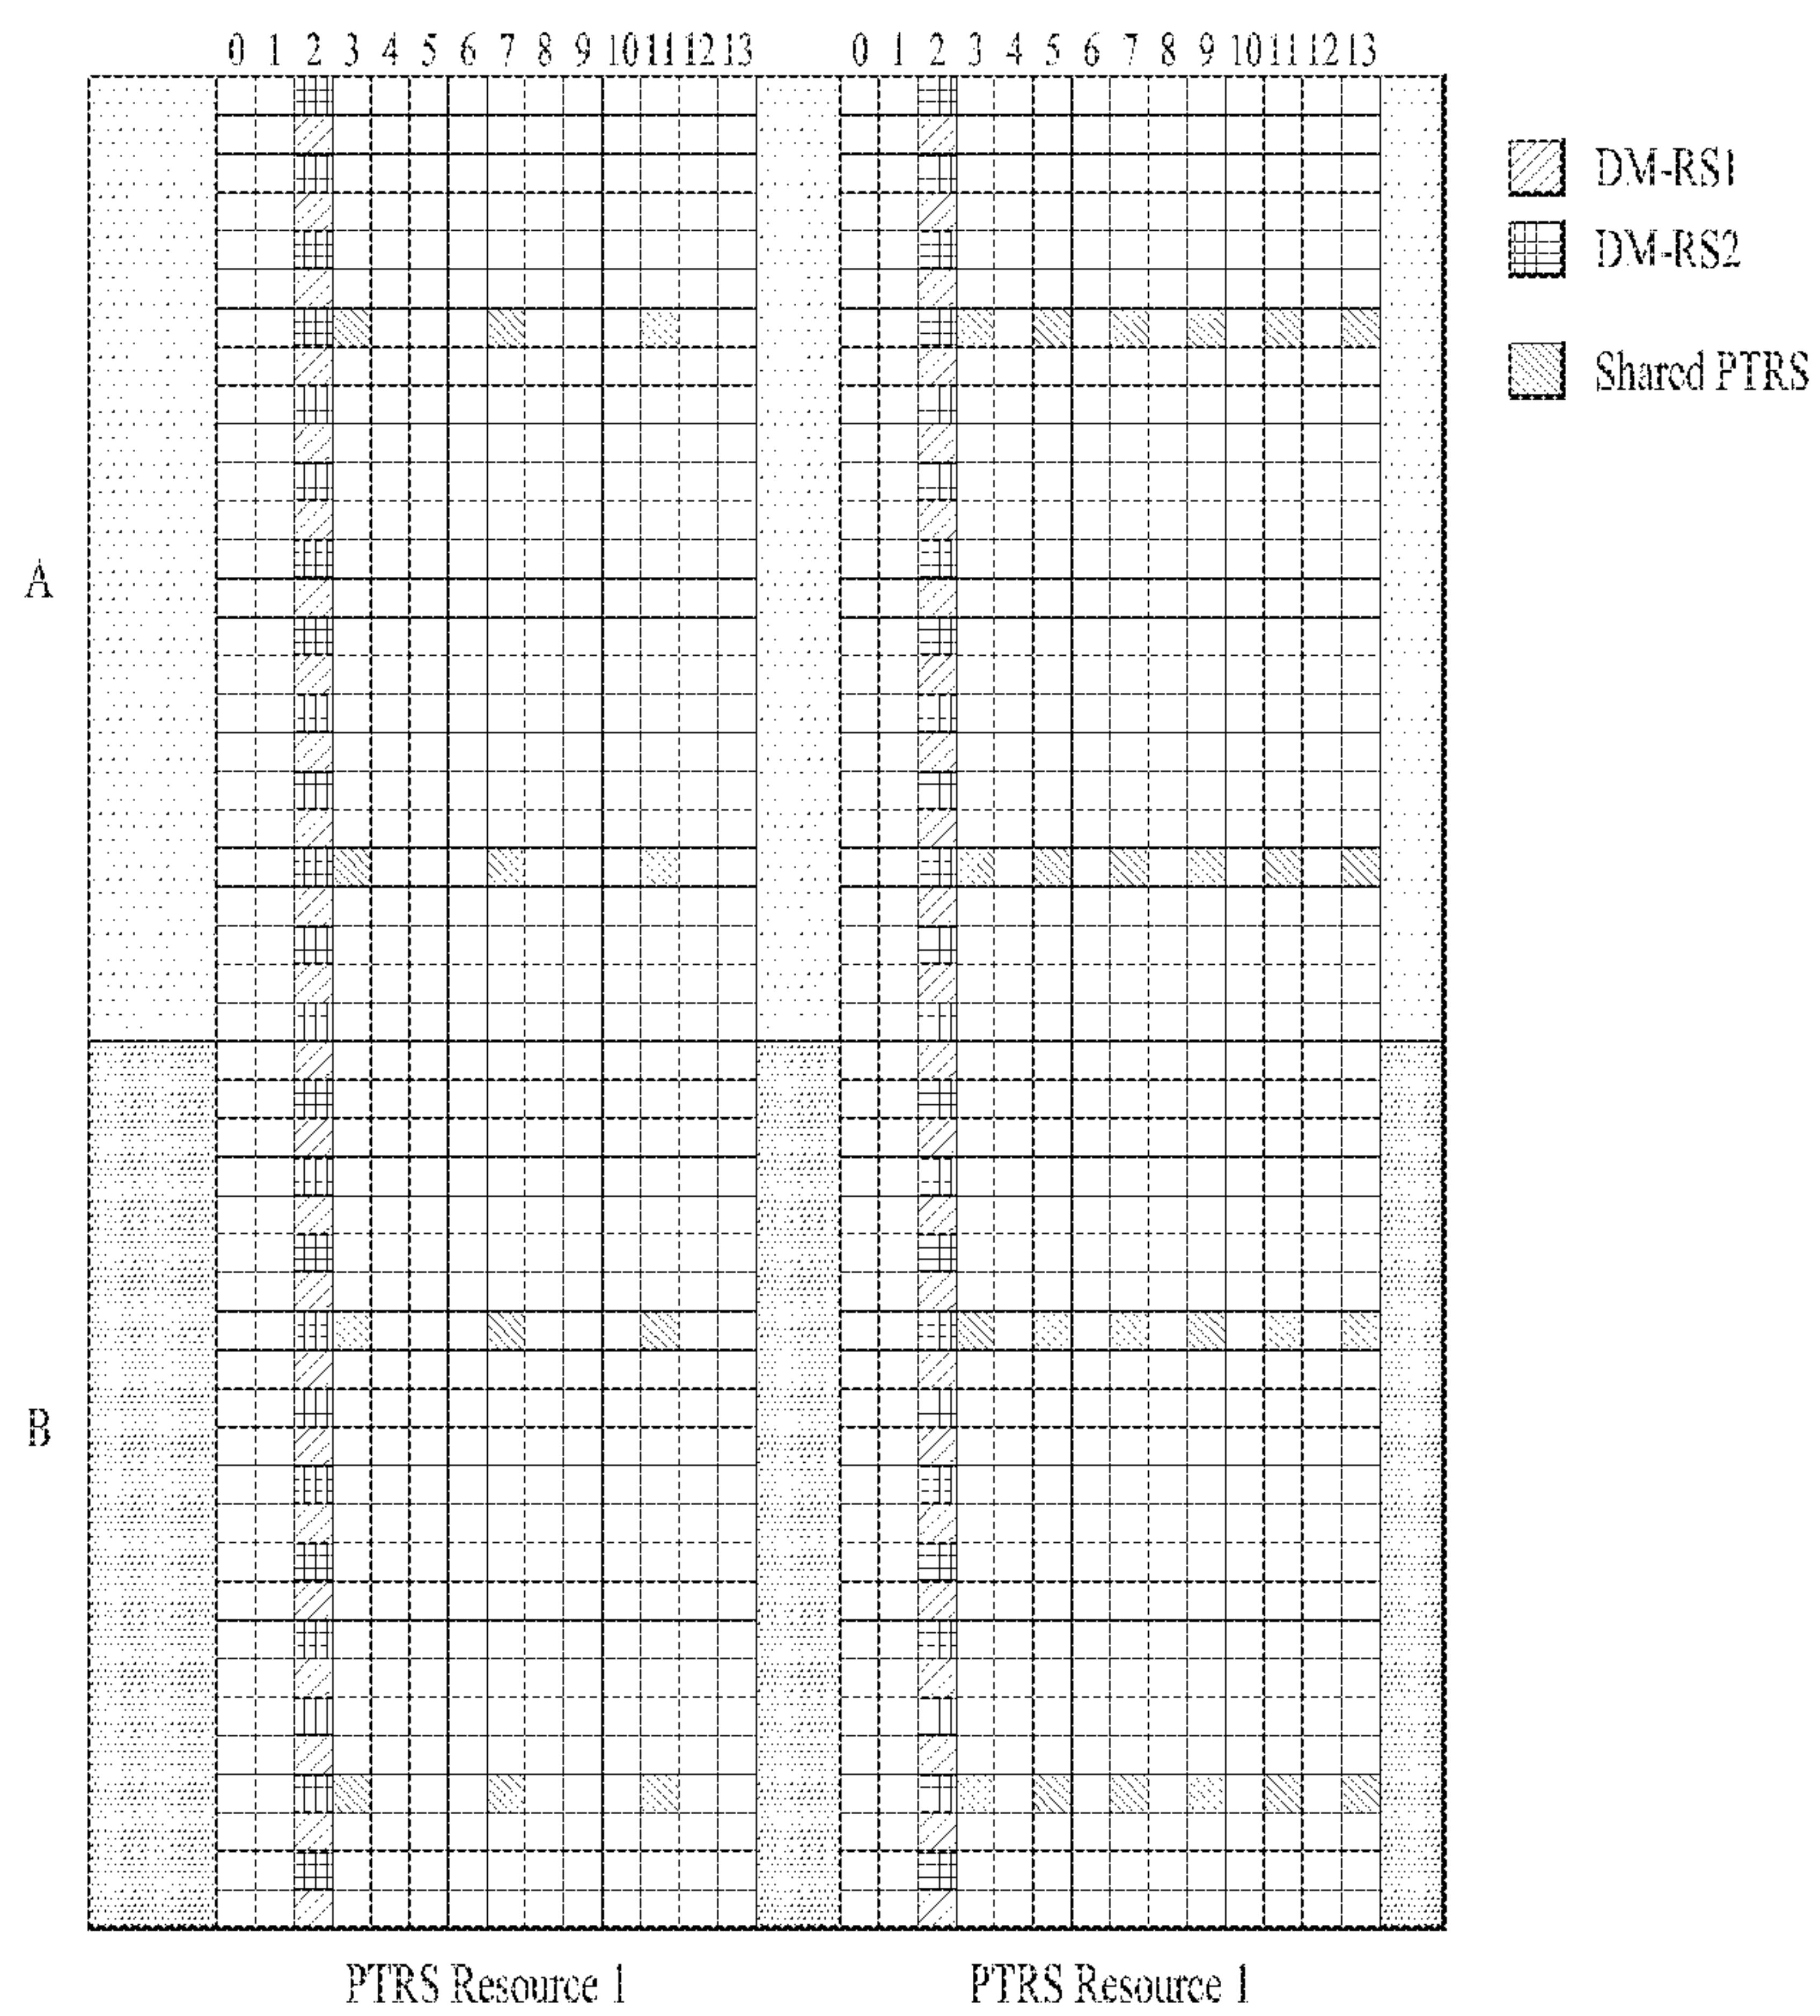 0 1 2 3 4 5 6 7 8 9 10 11 12 13
0 1 2 3 4 5 6 7 8 9 10 11 12 13
DM-RS1
DM-RS2
Shared PTRS
A
B
PTRS Resource 1
PTRS Resource 1